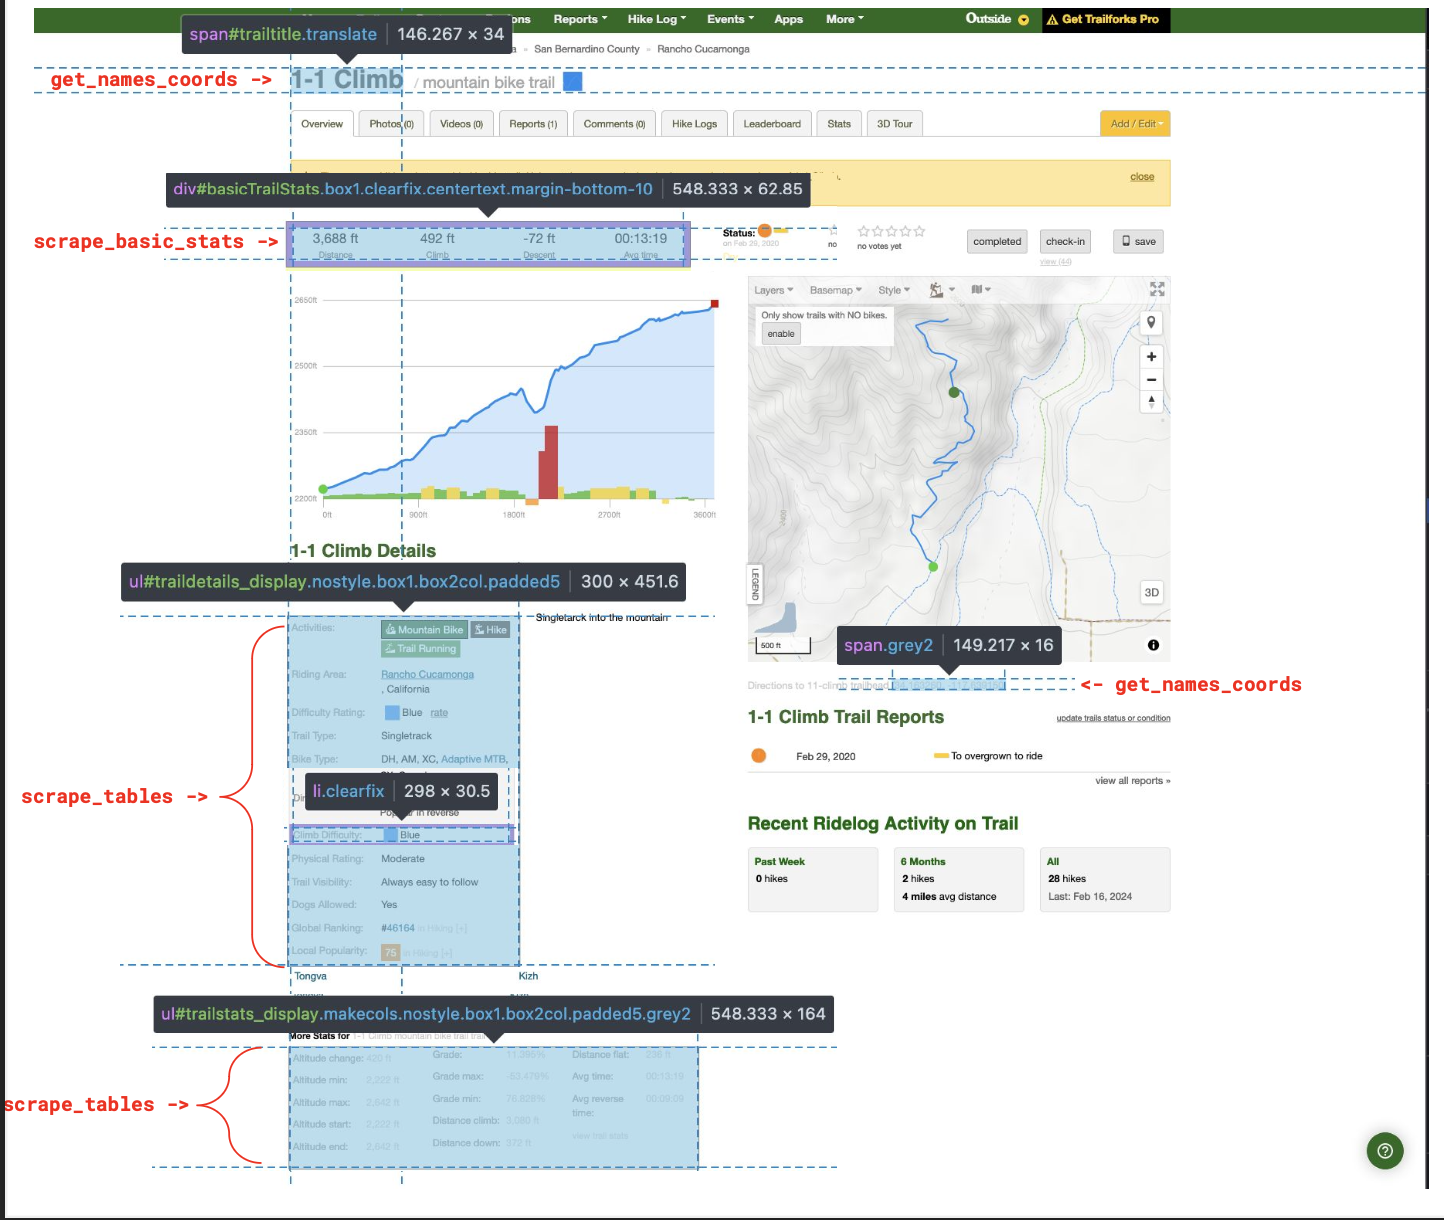 ons Reports Hike Log Events Apps More Outside Get Trailforks Pro
span#trailtitle.translate 146.267 × 34
a » San Bernardino County » Rancho Cucamonga
get_names_coords -> 1-1 Climb / mountain bike trail
Overview Photos (0) Videos (0) Reports (1) Comments (0) Hike Logs Leaderboard Stats 3D Tour Add / Edit
close
div#basicTrailStats.box1.clearfix.centertext.margin-bottom-10 548.333 × 62.85
scrape_basic_stats ->
3,688 ft 492 ft -72 ft 00:13:19
Distance Climb Descent Avg time
Status:
on Feb 29, 2020
no
no votes yet
completed check-in save
view (44)
2650ft
2500ft
2350ft
2200ft
0ft 900ft 1800ft 2700ft 3600ft
Layers Basemap Style
Only show trails with NO bikes.
enable
+
−
LEGEND
3D
500 ft
1-1 Climb Details
ul#traildetails_display.nostyle.box1.box2col.padded5 300 × 451.6
Singletarck into the mountain
scrape_tables ->
Activities: Mountain Bike Hike
Trail Running
Riding Area: Rancho Cucamonga
, California
Difficulty Rating: Blue rate
Trail Type: Singletrack
Bike Type: DH, AM, XC, Adaptive MTB,
li.clearfix 298 × 30.5
Popular in reverse
Climb Difficulty: Blue
Physical Rating: Moderate
Trail Visibility: Always easy to follow
Dogs Allowed: Yes
Global Ranking: #46164 in Hiking [+]
Local Popularity: 75 in Hiking [+]
Tongva Kizh
span.grey2 149.217 × 16
Directions to 11-climb trailhead
<- get_names_coords
1-1 Climb Trail Reports update trails status or condition
Feb 29, 2020 To overgrown to ride
view all reports »
Recent Ridelog Activity on Trail
Past Week
0 hikes
6 Months
2 hikes
4 miles avg distance
All
28 hikes
Last: Feb 16, 2024
ul#trailstats_display.makecols.nostyle.box1.box2col.padded5.grey2 548.333 × 164
More Stats for 1-1 Climb mountain bike trail
scrape_tables ->
Altitude change: 420 ft
Altitude min: 2,222 ft
Altitude max: 2,642 ft
Altitude start: 2,222 ft
Altitude end: 2,642 ft
Grade: 11.395%
Grade max: -53.479%
Grade min: 76.828%
Distance climb: 3,080 ft
Distance down: 372 ft
Distance flat: 236 ft
Avg time: 00:13:19
Avg reverse time: 00:09:09
view trail stats